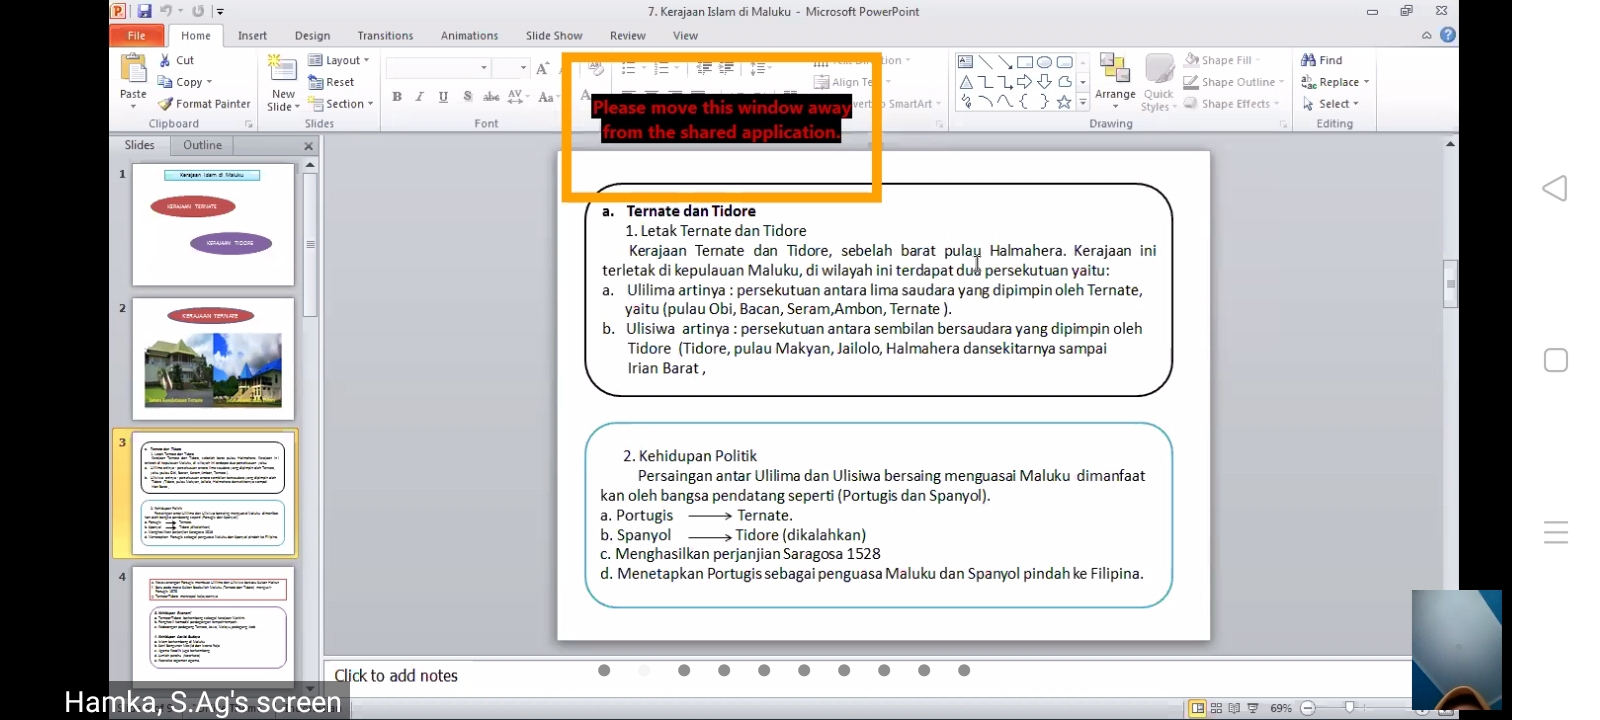 7. Kerajaan Islam di Maluku - Microsoft PowerPoint
File Home Insert Design Transitions Animations Slide Show Review View
Paste
Cut
Copy
Format Painter
Clipboard
New
Slide
Layout
Reset
Section
Slides
B I U S abc AV Aa
Font
Align Te
SmartArt
Arrange
Quick
Styles
Shape Fill
Shape Outline
Shape Effects
Drawing
Find
Replace
Select
Editing
Please move this window away
from the shared application.
Slides Outline
1
Kerajaan Islam di Maluku
KERAJAAN TERNATE
KERAJAAN TIDORE
2
KERAJAAN TERNATE
3
4
a. Ternate dan Tidore
1. Letak Ternate dan Tidore
Kerajaan Ternate dan Tidore, sebelah barat pulau Halmahera. Kerajaan ini
terletak di kepulauan Maluku, di wilayah ini terdapat dua persekutuan yaitu:
a. Ulilima artinya : persekutuan antara lima saudara yang dipimpin oleh Ternate,
yaitu (pulau Obi, Bacan, Seram,Ambon, Ternate ).
b. Ulisiwa artinya : persekutuan antara sembilan bersaudara yang dipimpin oleh
Tidore (Tidore, pulau Makyan, Jailolo, Halmahera dansekitarnya sampai
Irian Barat ,
2. Kehidupan Politik
Persaingan antar Ulilima dan Ulisiwa bersaing menguasai Maluku dimanfaat
kan oleh bangsa pendatang seperti (Portugis dan Spanyol).
a. Portugis → Ternate.
b. Spanyol → Tidore (dikalahkan)
c. Menghasilkan perjanjian Saragosa 1528
d. Menetapkan Portugis sebagai penguasa Maluku dan Spanyol pindah ke Filipina.
Click to add notes
Hamka, S.Ag's screen
69%